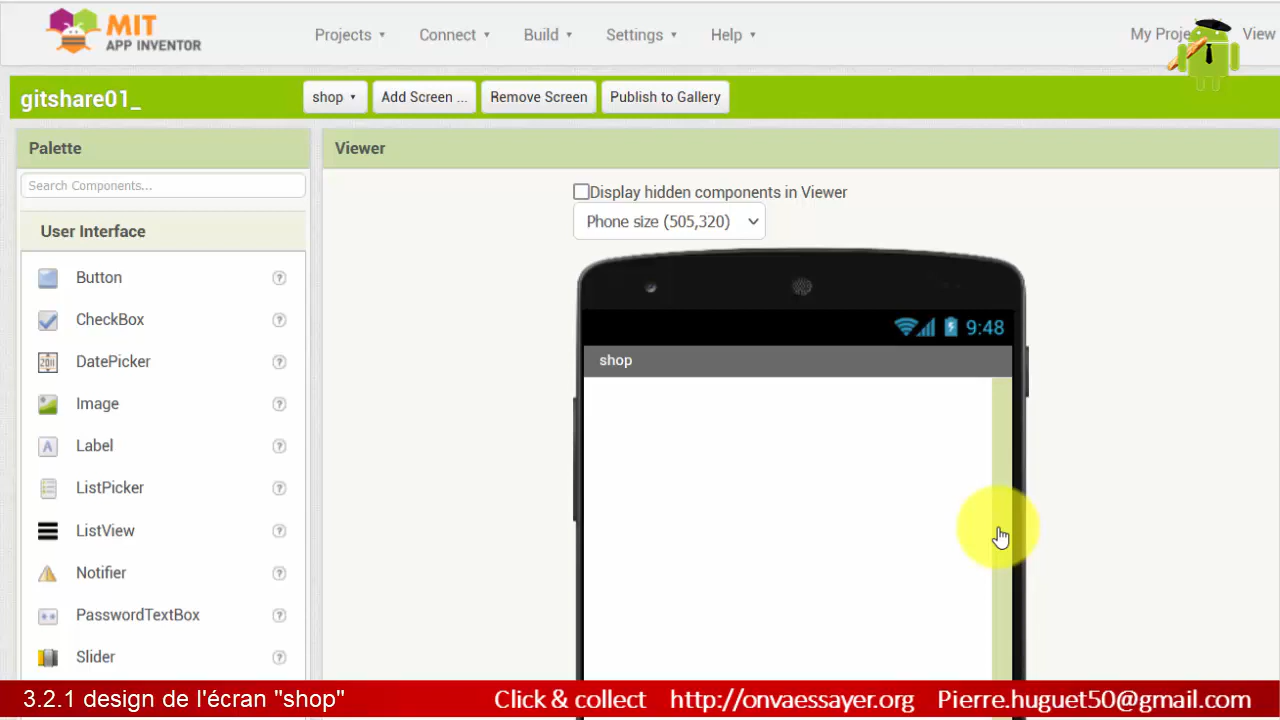 MIT
APP INVENTOR
Projects
Connect
Build
Settings
Help
My Proje
View
gitshare01_
shop
Add Screen ...
Remove Screen
Publish to Gallery
Palette
Viewer
Search Components...
Display hidden components in Viewer
Phone size (505,320)
User Interface
Button ?
CheckBox ?
DatePicker ?
Image ?
Label ?
ListPicker ?
ListView ?
Notifier ?
PasswordTextBox ?
Slider ?
9:48
shop
3.2.1 design de l'écran "shop"
Click & collect http://onvaessayer.org Pierre.huguet50@gmail.com